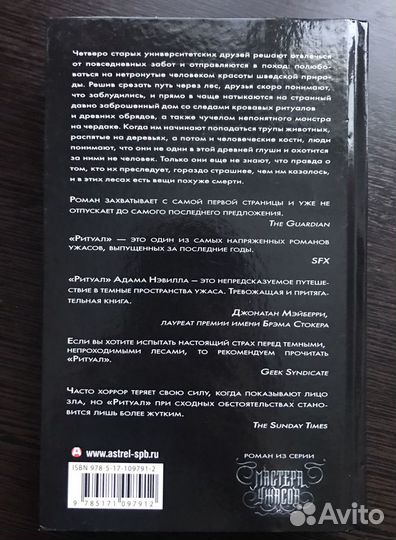 Четверо старых университетских друзей решают отвлечься
от повседневных забот и отправляются в поход: полюбо-
ваться на нетронутые человеком красоты шведской приро-
ды. Решив срезать путь через лес, друзья скоро понимают,
что заблудились, и прямо в чаще натыкаются на странный
давно заброшенный дом со следами кровавых ритуалов
и древних обрядов, а также чучелом непонятного монстра
на чердаке. Когда им начинают попадаться трупы животных,
распятые на деревьях, а потом и человеческие кости, люди
понимают, что они не одни в этой древней глуши и охотится
за ними не человек. Только они еще не знают, что правда о
том, кто их преследует, гораздо страшнее, чем им казалось,
и в этих лесах есть вещи похуже смерти.
Роман захватывает с самой первой страницы и уже не
отпускает до самого последнего предложения.
The Guardian
«Ритуал» — это один из самых напряженных романов
ужасов, выпущенных за последние годы.
SFX
«Ритуал» Адама Нэвилла — это непредсказуемое путеше-
ствие в темные пространства ужаса. Тревожащая и притяга-
тельная книга.
Джонатан Мэйберри,
лауреат премии имени Брэма Стокера
Если вы хотите испытать настоящий страх перед темными,
непроходимыми лесами, то рекомендуем прочитать
«Ритуал».
Geek Syndicate
Часто хоррор теряет свою силу, когда показывают лицо
зла, но «Ритуал» при сходных обстоятельствах стано-
вится лишь более жутким.
The Sunday Times
www.astrel-spb.ru
ISBN 978-5-17-109791-2
9 785171 097912
роман из серии
Мастера
ужасов
Avito